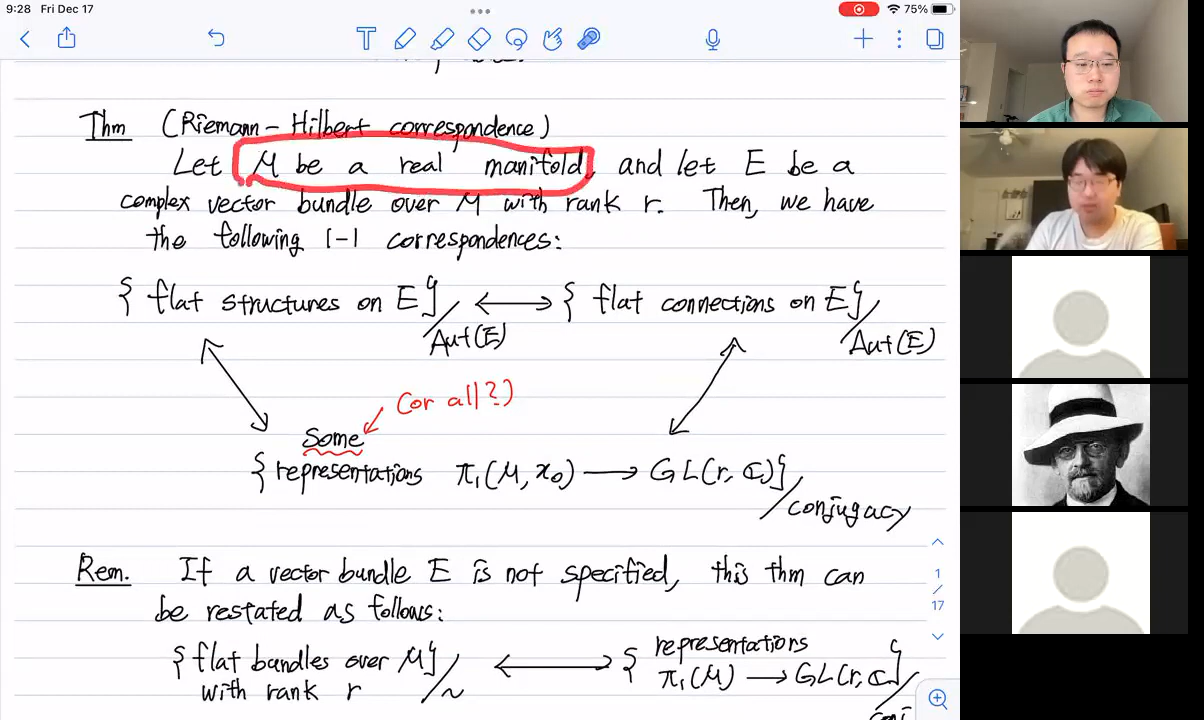 9:28 Fri Dec 17
75%
Thm (Riemann-Hilbert correspondence)
Let M be a real manifold, and let E be a
complex vector bundle over M with rank r. Then, we have
the following 1-1 correspondences:
{ flat structures on E}/Aut(E) ⟷ { flat connections on E}/Aut(E)
(or all?)
Some
{ representations π₁(M, x₀) ⟶ GL(r, ℂ)}/conjugacy
Rem. If a vector bundle E is not specified, this thm can
be restated as follows:
{ flat bundles over M}/~ ⟷ { representations
with rank r π₁(M) ⟶ GL(r, ℂ)}/
1
/
17